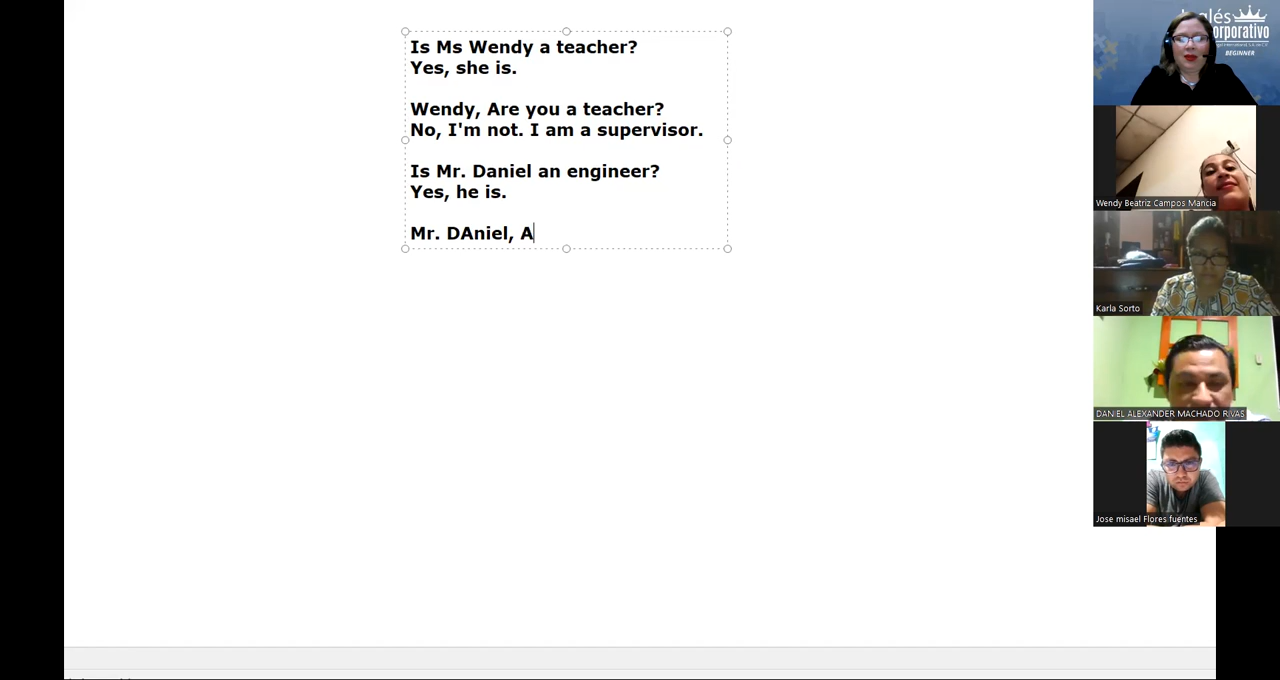 Is Ms Wendy a teacher?
Yes, she is.
Wendy, Are you a teacher?
No, I'm not. I am a supervisor.
Is Mr. Daniel an engineer?
Yes, he is.
Mr. DAniel, A
BEGINNER
Wendy Beatriz Campos Mancia
Karla Sorto
DANIEL ALEXANDER MACHADO RIVAS
Jose misael Flores fuentes